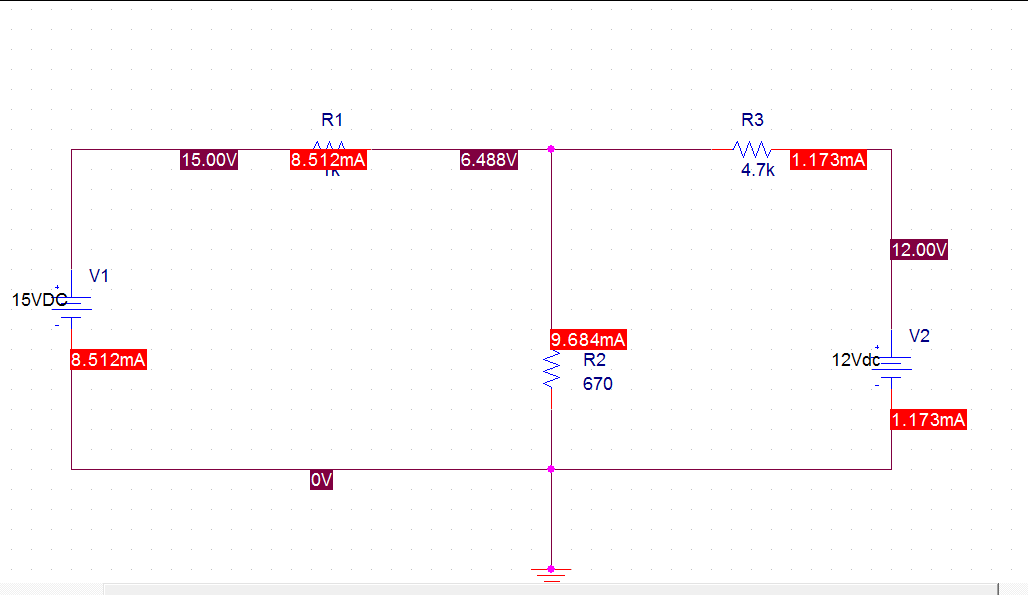 R1
R3
15.00V
8.512mA
6.488V
1.173mA
1k
4.7k
12.00V
V1
+
15VDC
-
9.684mA
V2
+
8.512mA
R2
12Vdc
670
-
1.173mA
0V